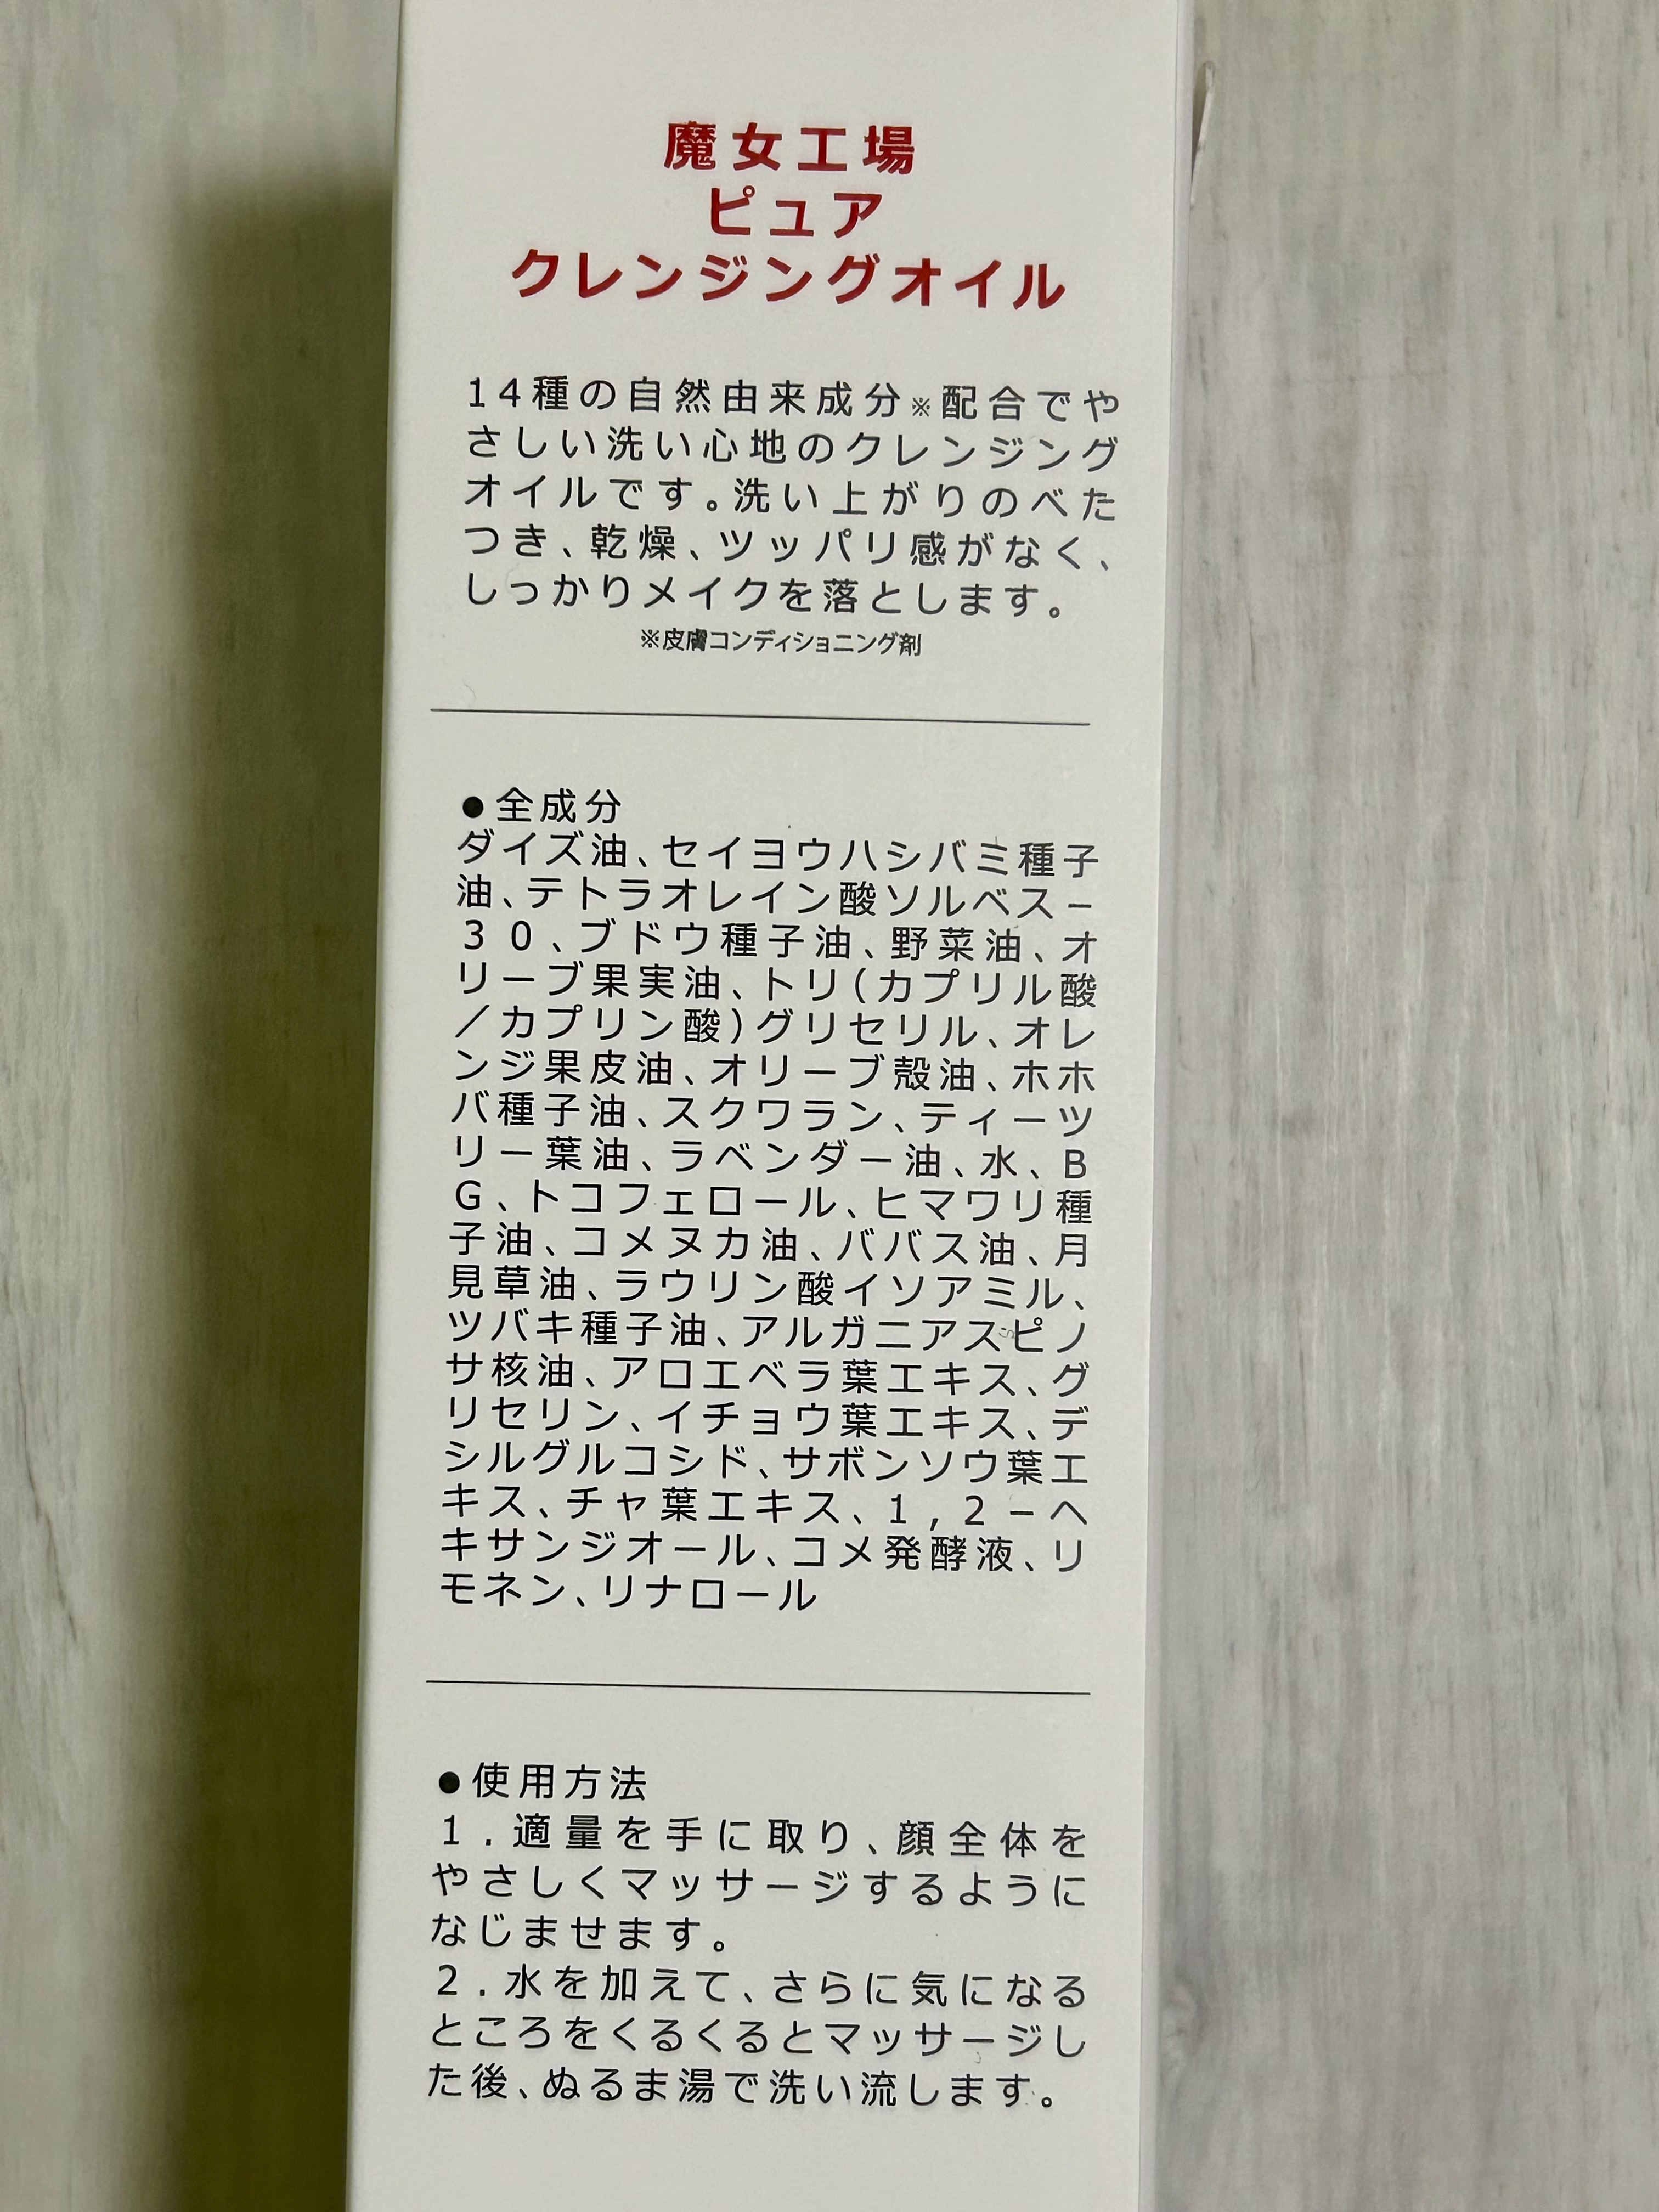 魔女工場
ピュア
クレンジングオイル
14種の自然由来成分※配合でや
さしい洗い心地のクレンジング
オイルです。洗い上がりのべた
つき、乾燥、ツッパリ感がなく、
しっかりメイクを落とします。
※皮膚コンディショニング剤
●全成分
ダイズ油、セイヨウハシバミ種子
油、テトラオレイン酸ソルベス－
３０、ブドウ種子油、野菜油、オ
リーブ果実油、トリ(カプリル酸
／カプリン酸)グリセリル、オレ
ンジ果皮油、オリーブ殻油、ホホ
バ種子油、スクワラン、ティーツ
リー葉油、ラベンダー油、水、B
G、トコフェロール、ヒマワリ種
子油、コメヌカ油、ババス油、月
見草油、ラウリン酸イソアミル、
ツバキ種子油、アルガニアスピノ
サ核油、アロエベラ葉エキス、グ
リセリン、イチョウ葉エキス、デ
シルグルコシド、サボンソウ葉エ
キス、チャ葉エキス、１，２－ヘ
キサンジオール、コメ発酵液、リ
モネン、リナロール
●使用方法
1．適量を手に取り、顔全体を
やさしくマッサージするように
なじませます。
2．水を加えて、さらに気になる
ところをくるくるとマッサージし
た後、ぬるま湯で洗い流します。